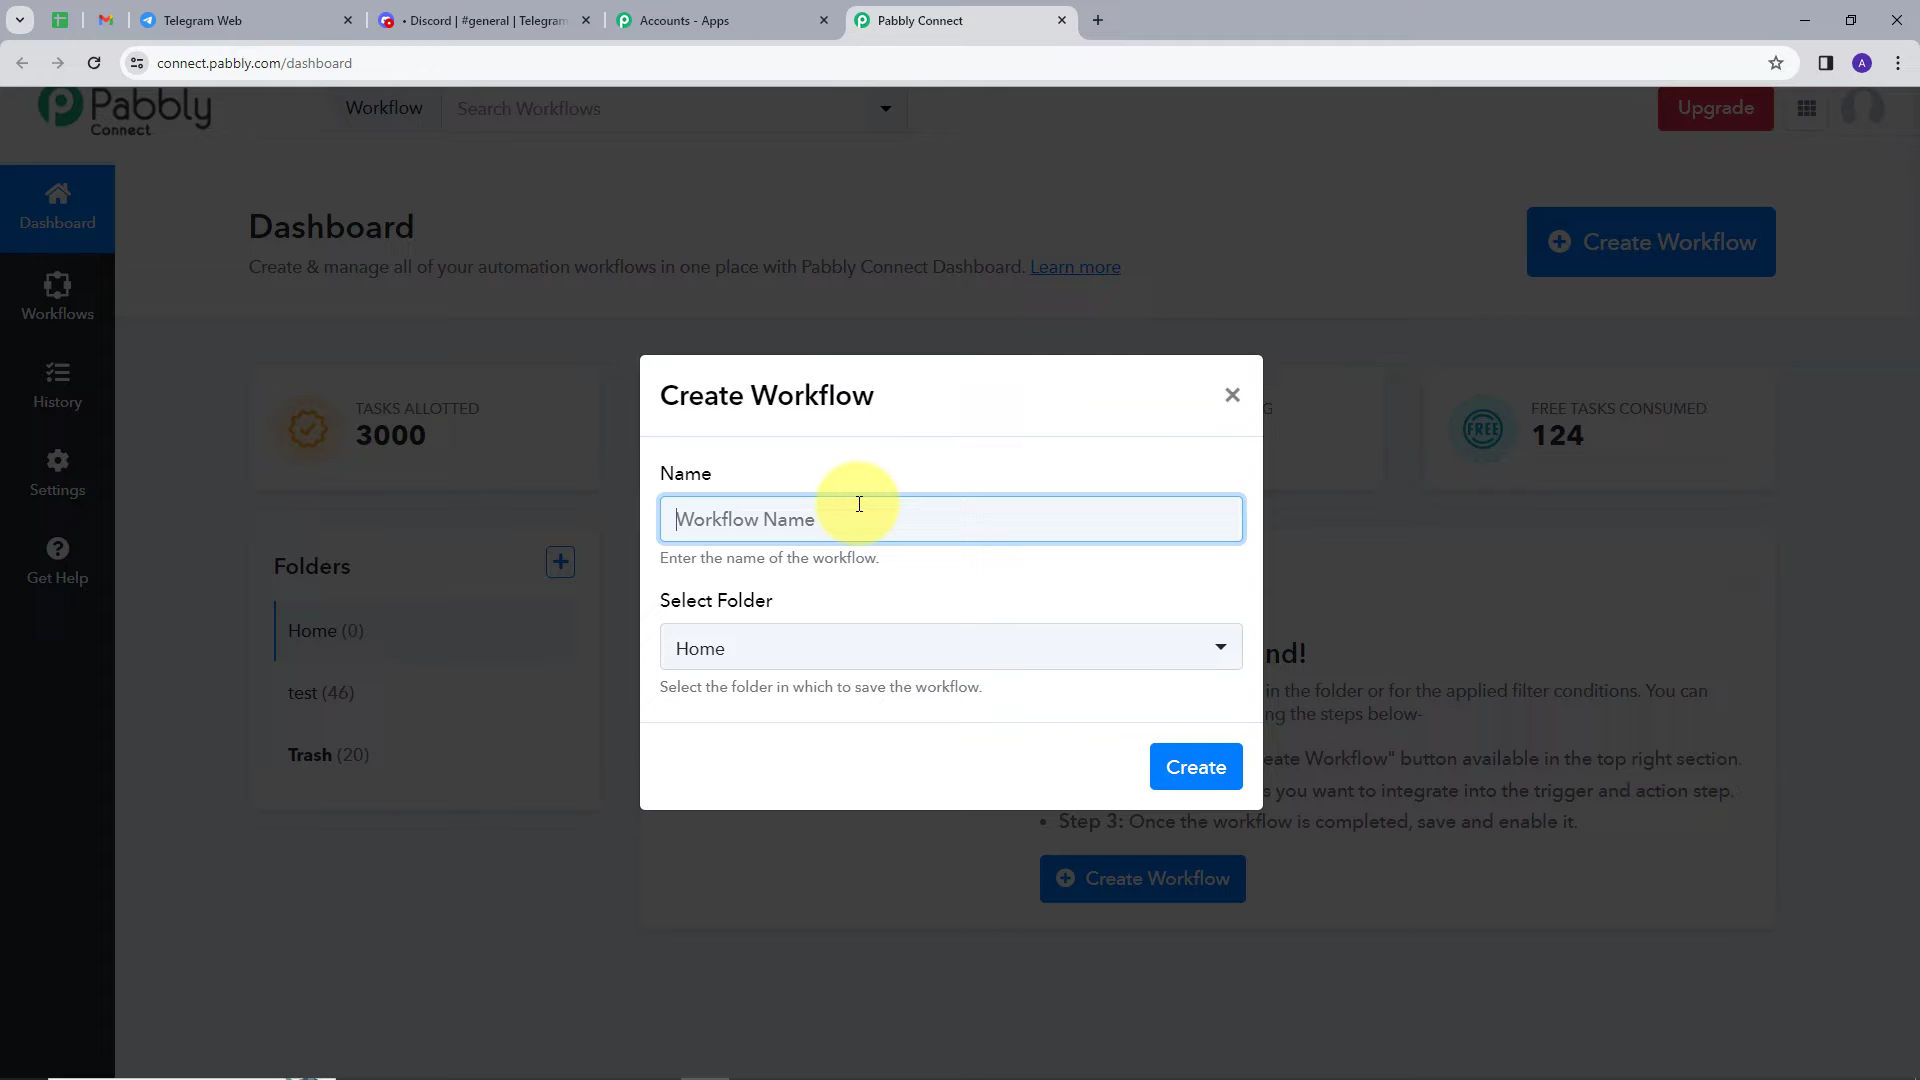 Telegram Web
• Discord | #general | Telegram
Accounts - Apps
Pabbly Connect
connect.pabbly.com/dashboard
Pabbly
Connect
Workflow
Search Workflows
Upgrade
Dashboard
Workflows
History
Settings
Get Help
Dashboard
Create & manage all of your automation workflows in one place with Pabbly Connect Dashboard. Learn more
Create Workflow
TASKS ALLOTTED
3000
G
FREE
FREE TASKS CONSUMED
124
Folders
Home (0)
test (46)
Trash (20)
Create Workflow
Name
Workflow Name
Enter the name of the workflow.
Select Folder
Home
Select the folder in which to save the workflow.
Create
nd!
in the folder or for the applied filter conditions. You can
ng the steps below-
eate Workflow" button available in the top right section.
s you want to integrate into the trigger and action step.
• Step 3: Once the workflow is completed, save and enable it.
Create Workflow
A